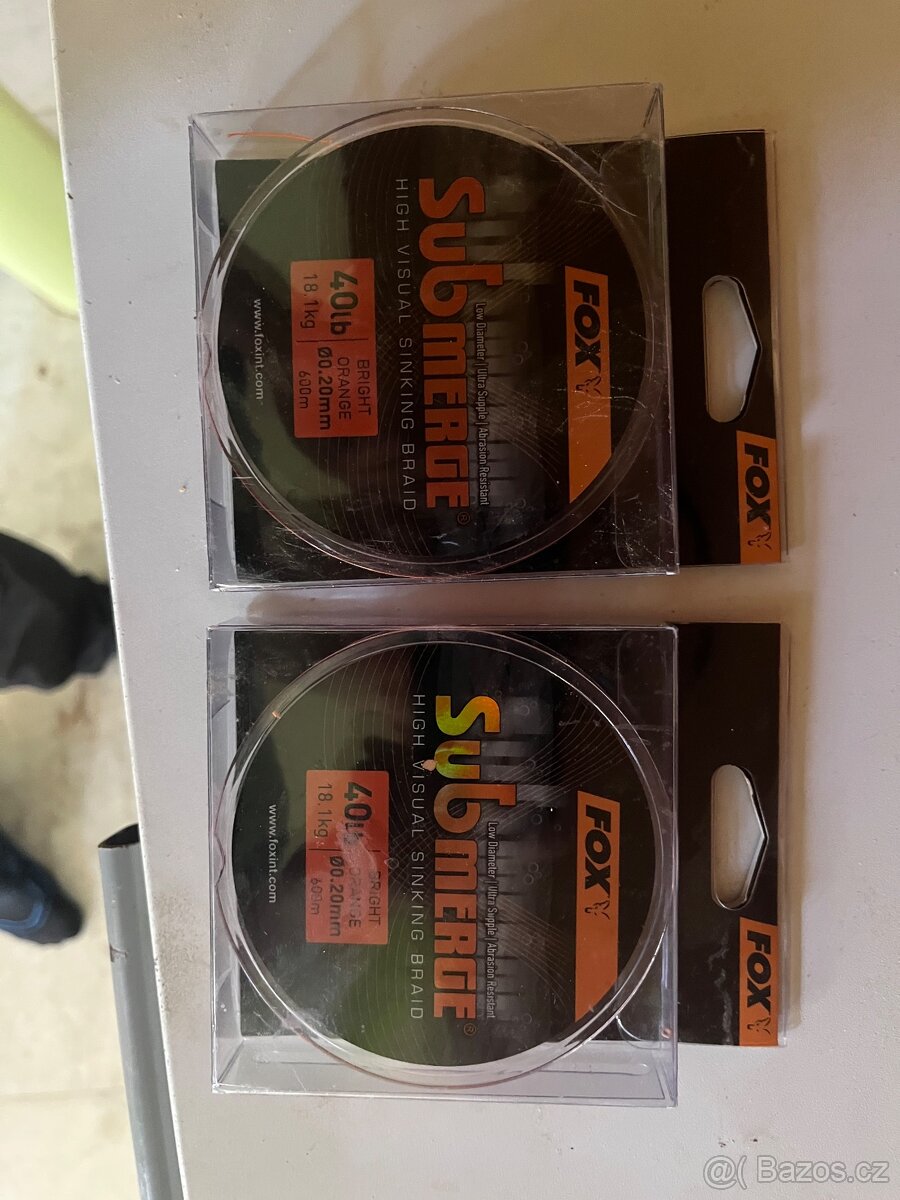 FOX
SUBMERGE®
Low Diameter | Ultra Supple | Abrasion Resistant
HIGH VISUAL SINKING BRAID
BRIGHT
ORANGE
40lb Ø0.20mm
18.1kg 600m
www.foxint.com
FOX
FOX
SUBMERGE®
Low Diameter | Ultra Supple | Abrasion Resistant
HIGH VISUAL SINKING BRAID
BRIGHT
ORANGE
40lb Ø0.20mm
18.1kg 600m
www.foxint.com
FOX
@( Bazos.cz